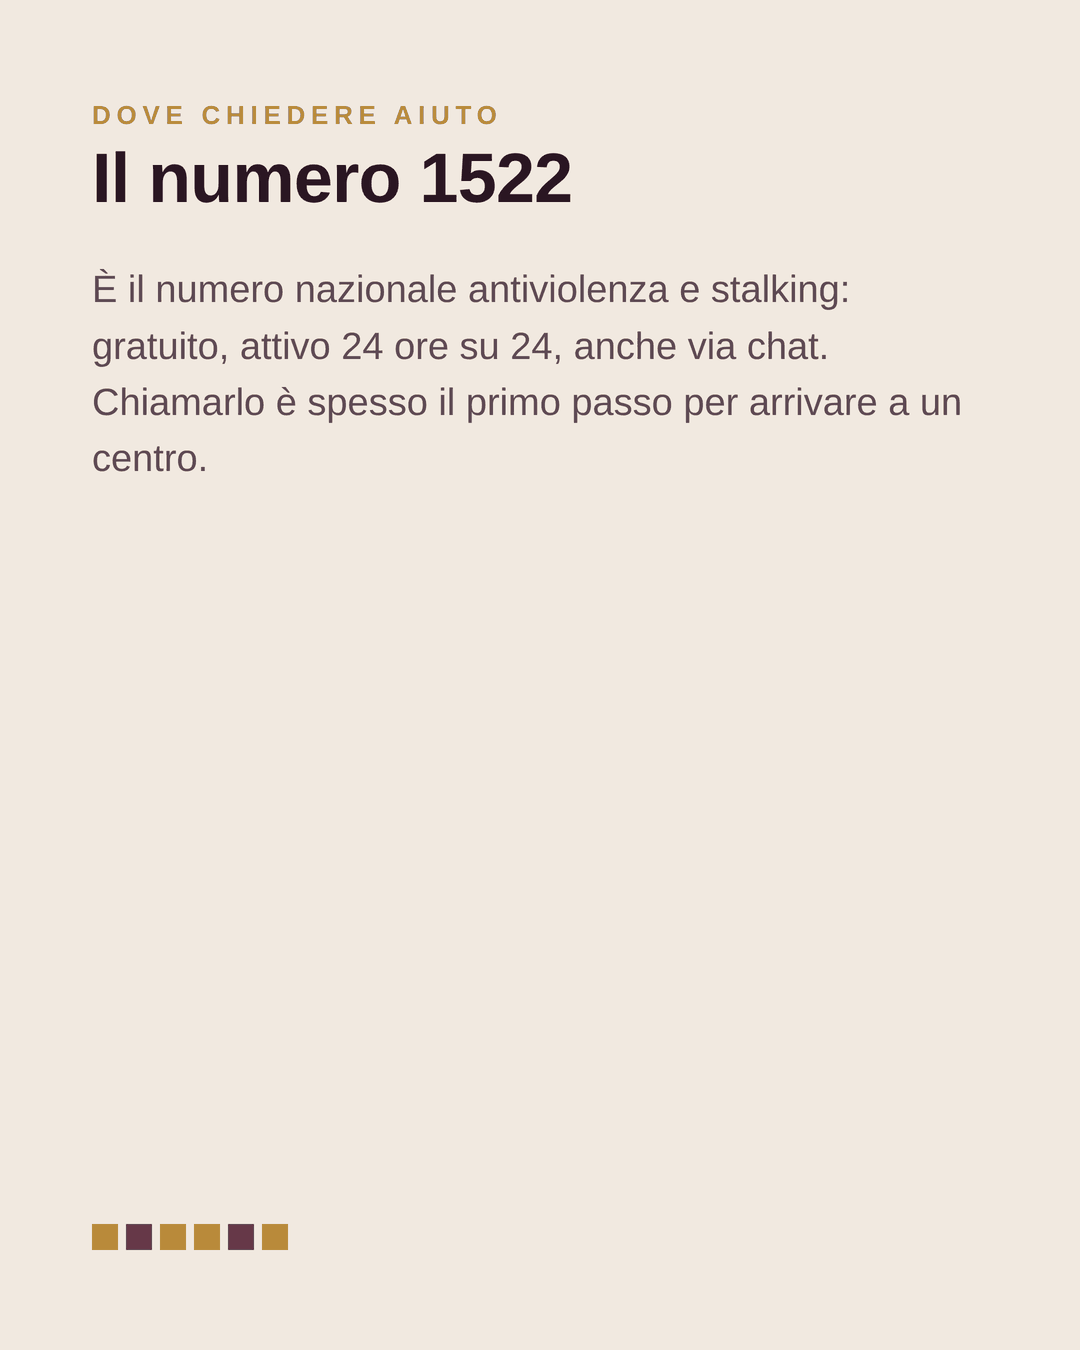 DOVE CHIEDERE AIUTO
Il numero 1522
È il numero nazionale antiviolenza e stalking:
gratuito, attivo 24 ore su 24, anche via chat.
Chiamarlo è spesso il primo passo per arrivare a un
centro.